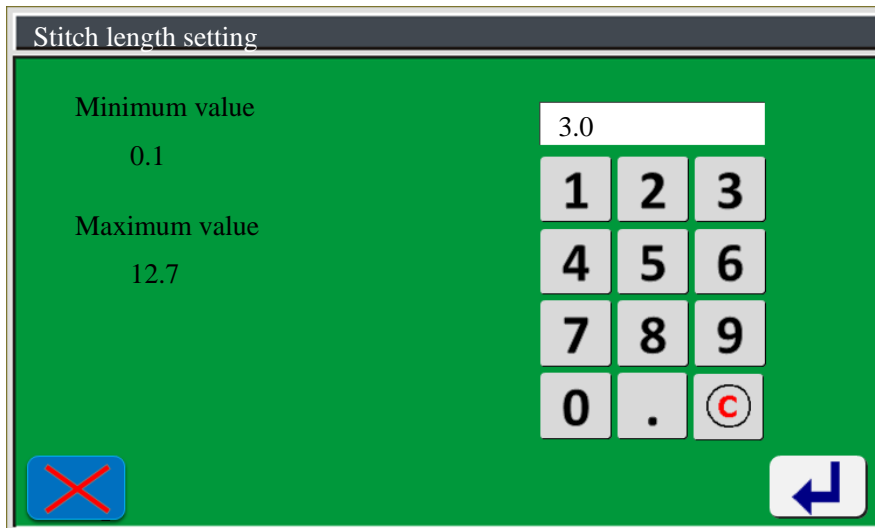 Stitch length setting
Minimum value
0.1
Maximum value
12.7
3.0
1 2 3
4 5 6
7 8 9
0 . C